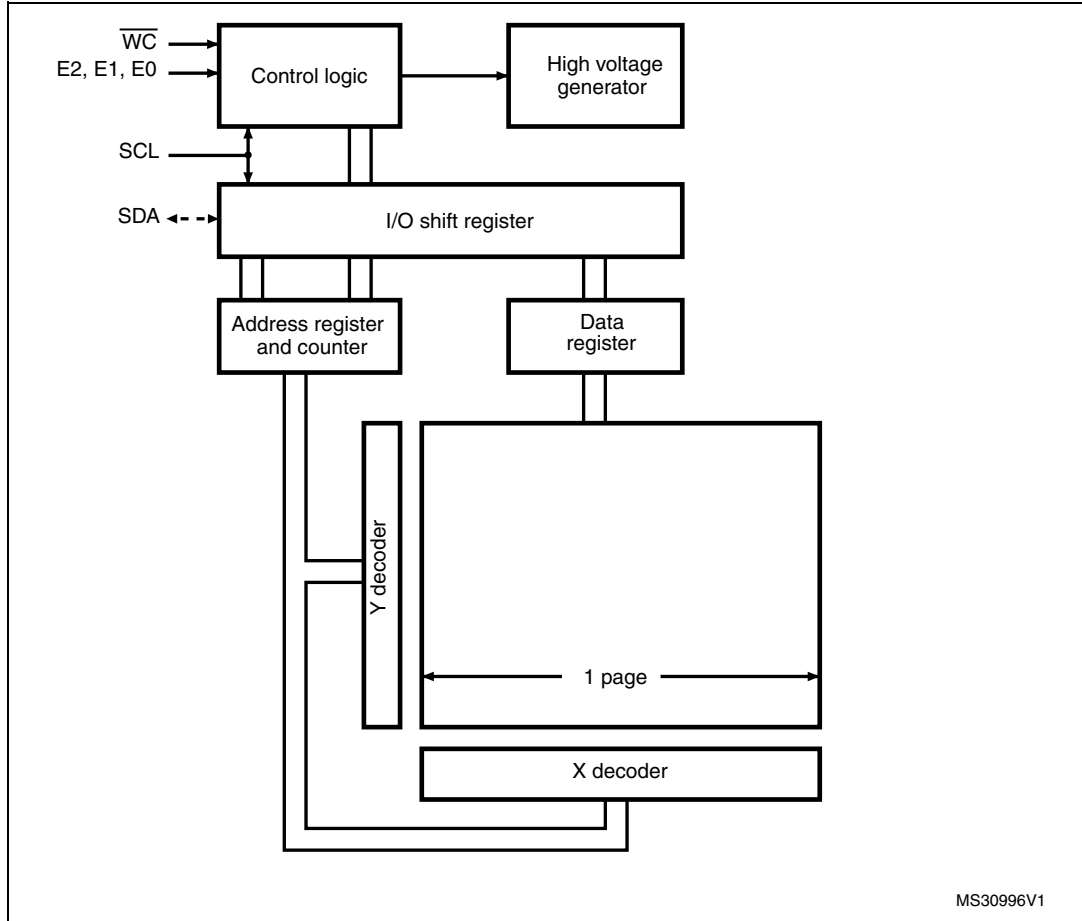 W̅C̅
E2, E1, E0
Control logic
High voltage
generator
SCL
SDA
I/O shift register
Address register
and counter
Data
register
Y decoder
1 page
X decoder
MS30996V1